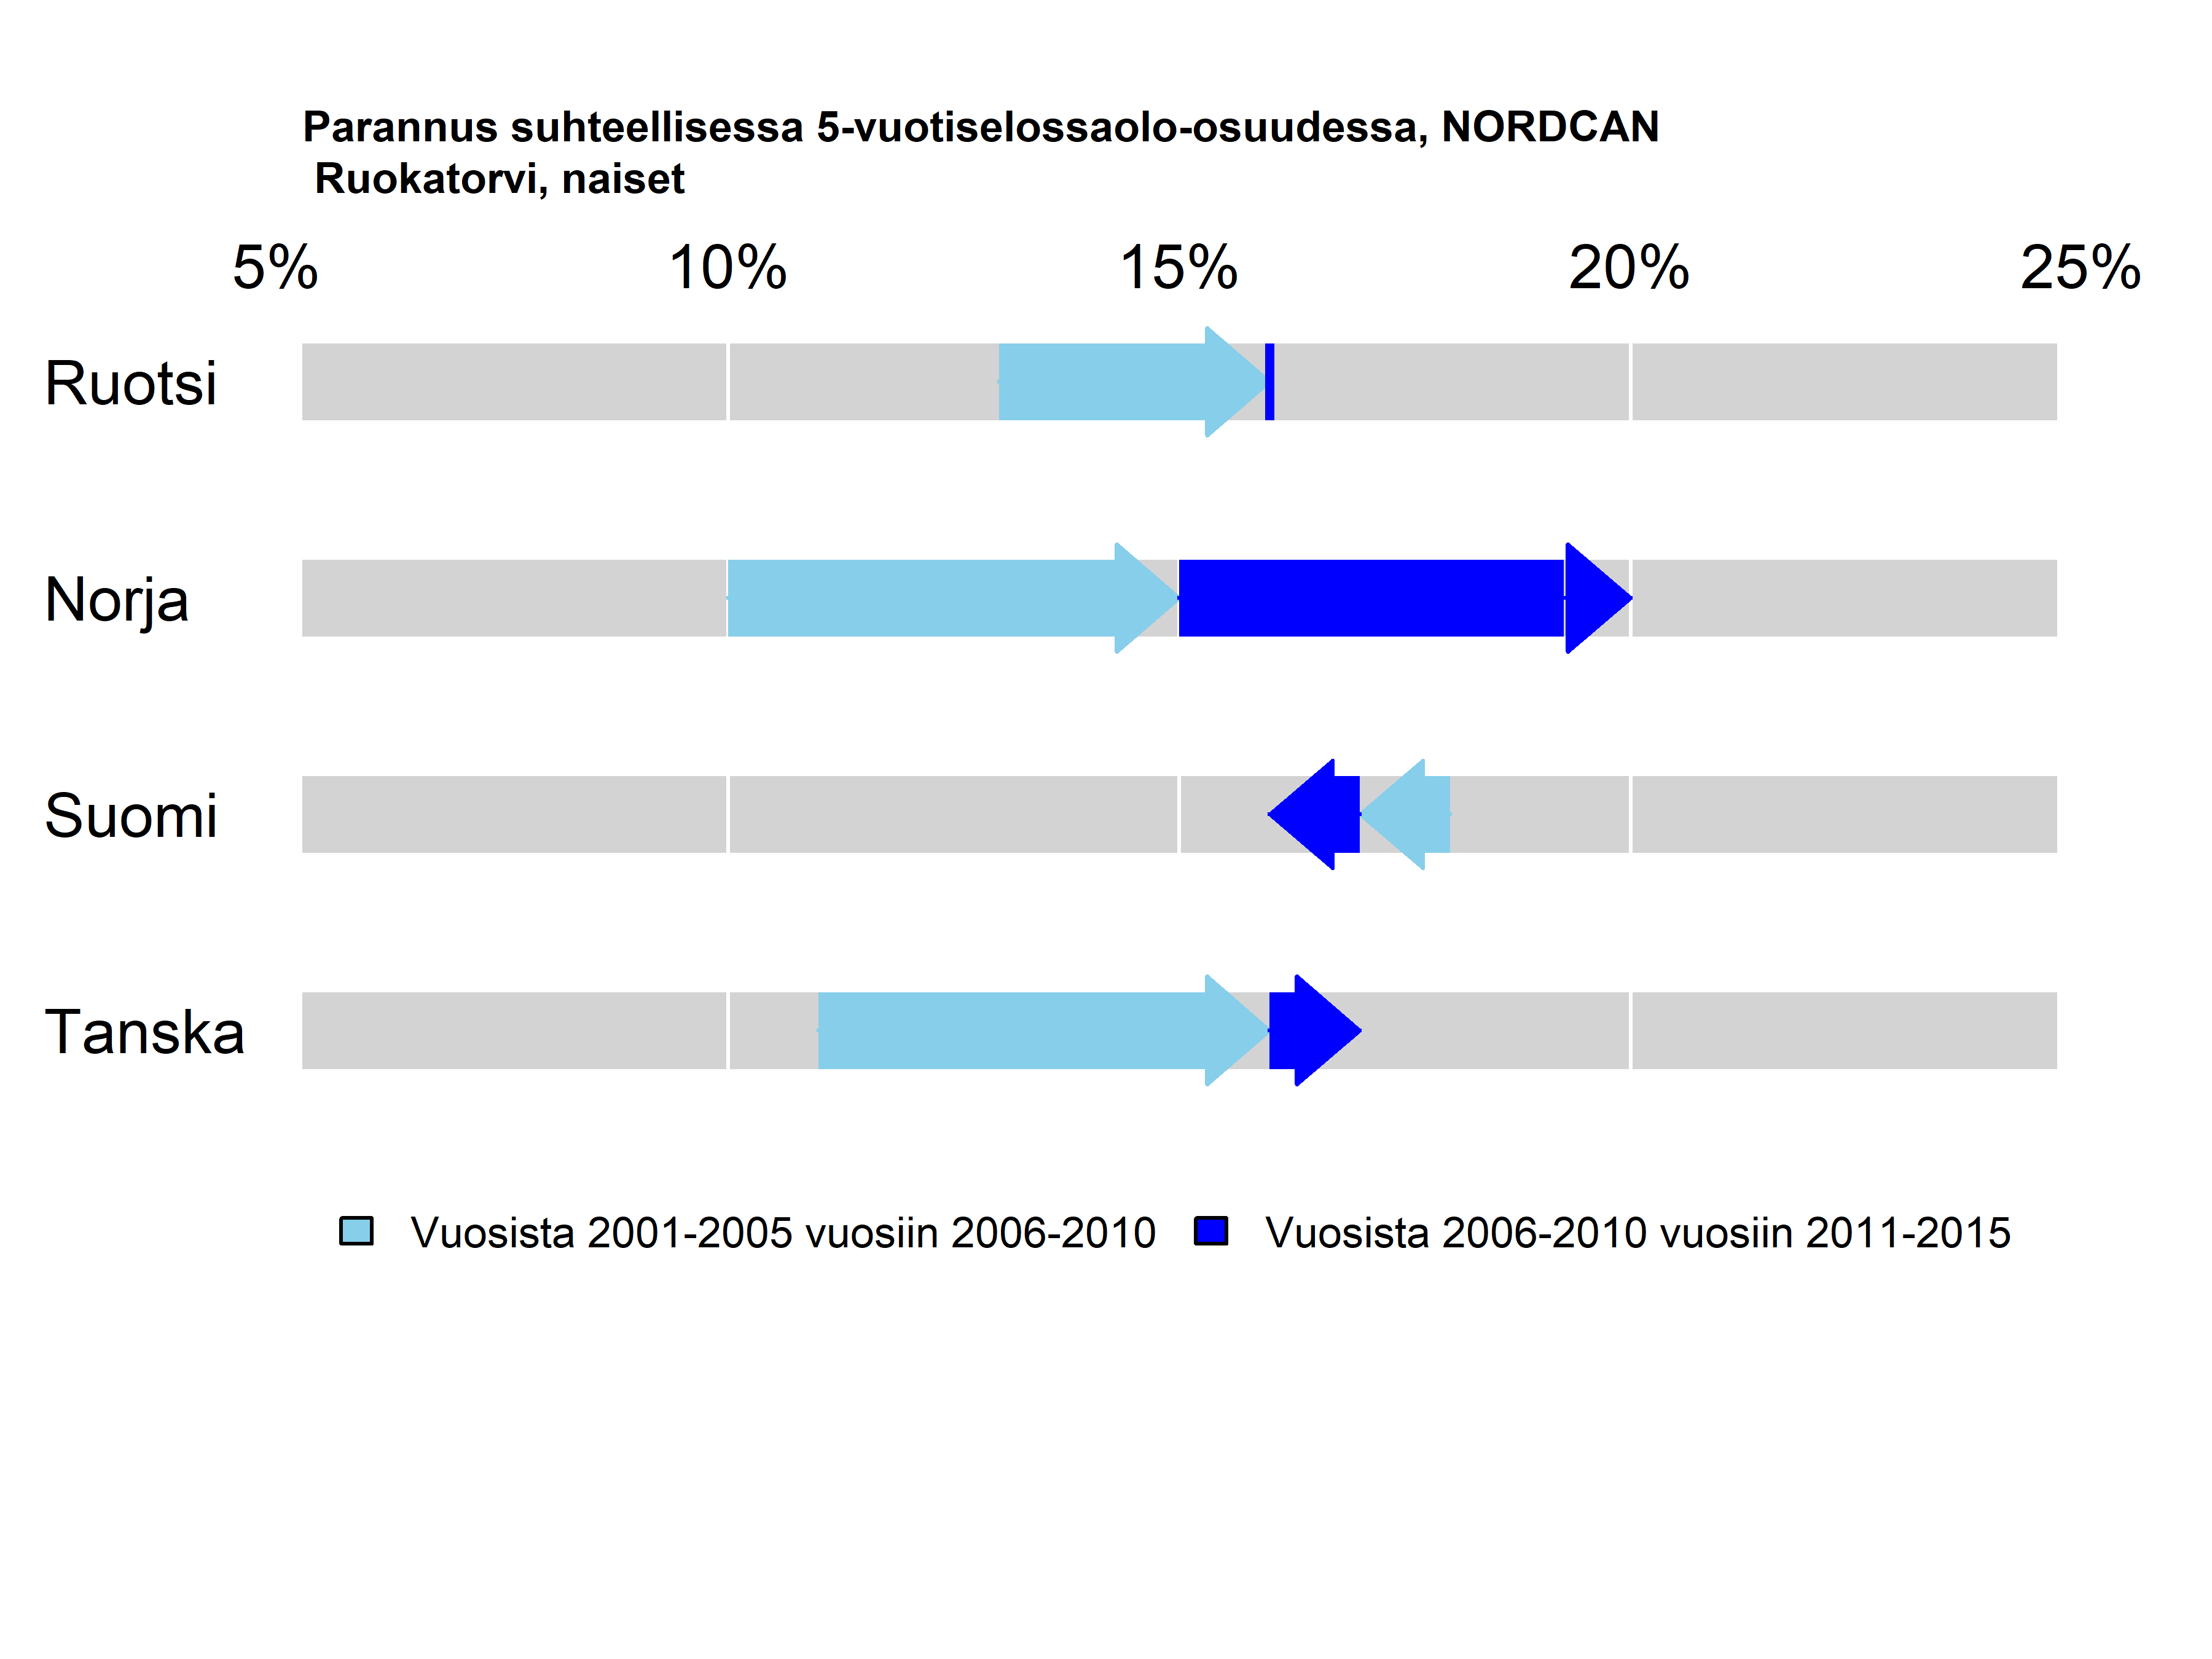 Parannus suhteellisessa 5-vuotiselossaolo-osuudessa, NORDCAN
Ruokatorvi, naiset
5% 10% 15% 20% 25%
Ruotsi
Norja
Suomi
Tanska
Vuosista 2001-2005 vuosiin 2006-2010 Vuosista 2006-2010 vuosiin 2011-2015